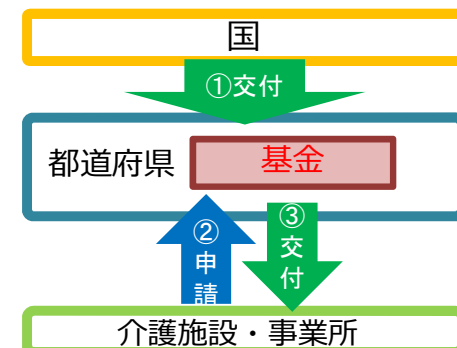 国
①交付
都道府県
基金
②申請
③交付
介護施設・事業所